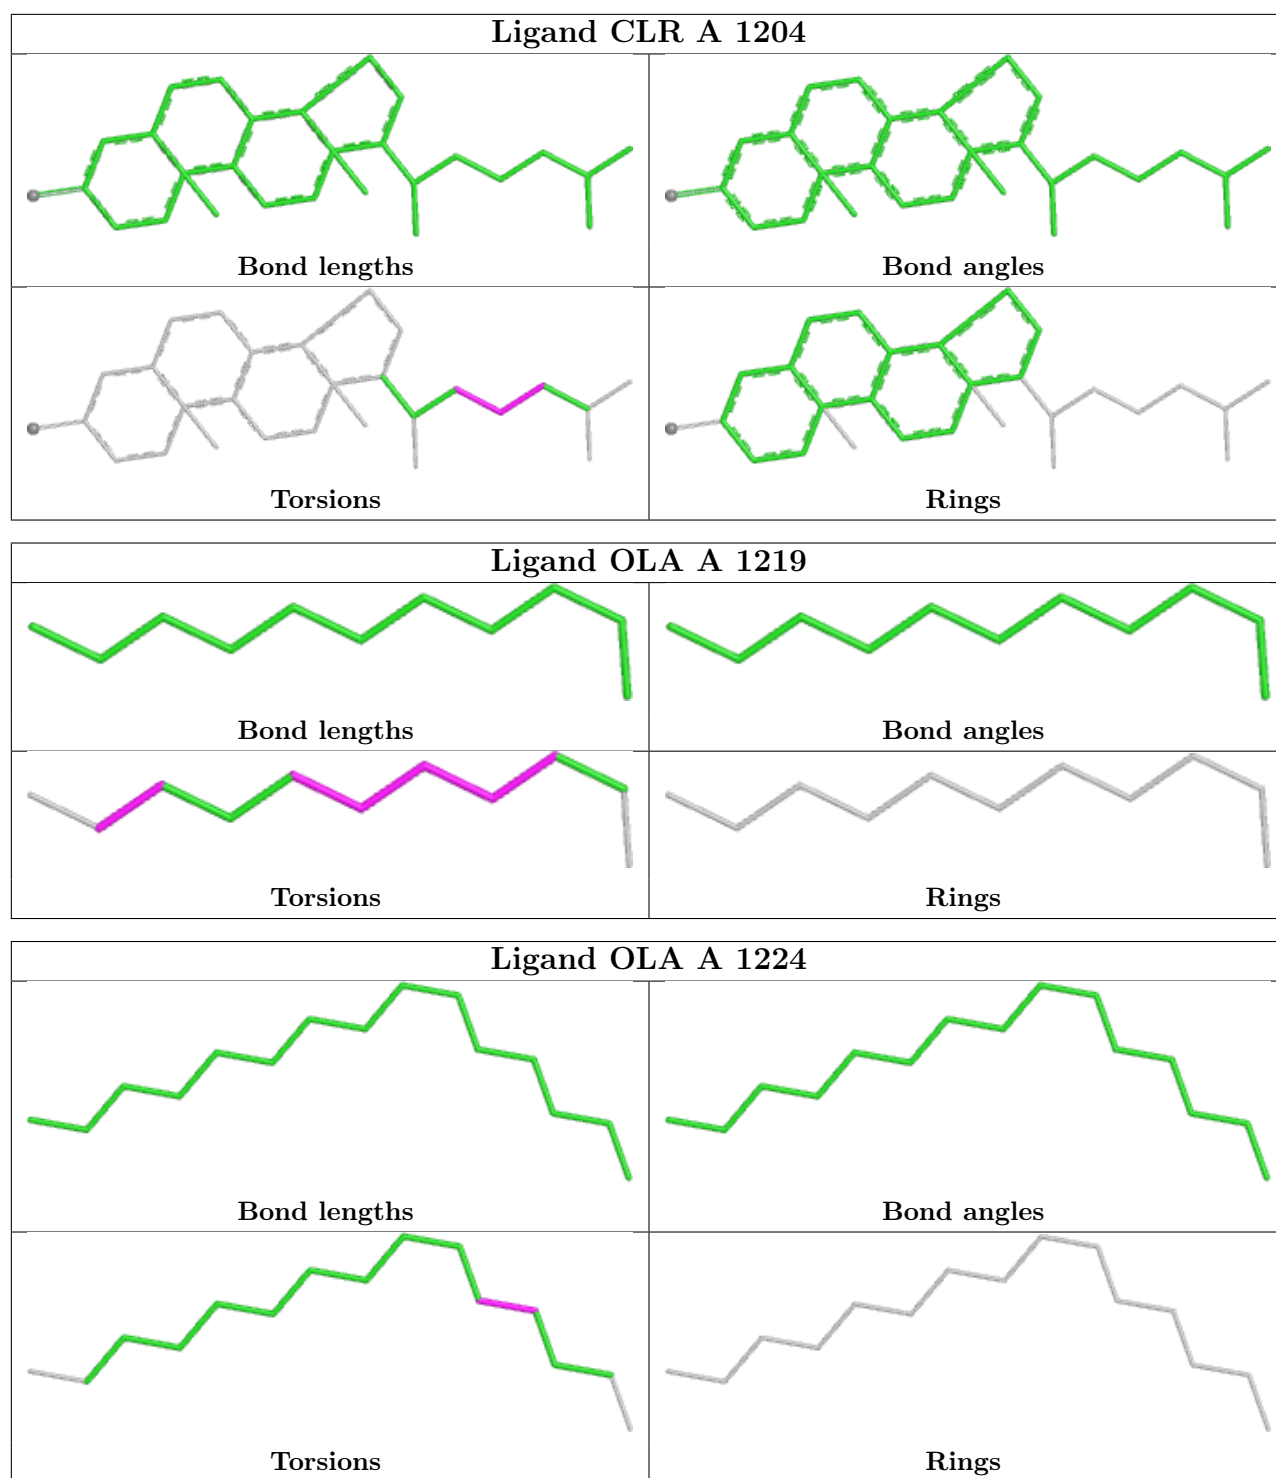 Ligand CLR A 1204
Bond lengths
Bond angles
Torsions
Rings
Ligand OLA A 1219
Bond lengths
Bond angles
Torsions
Rings
Ligand OLA A 1224
Bond lengths
Bond angles
Torsions
Rings